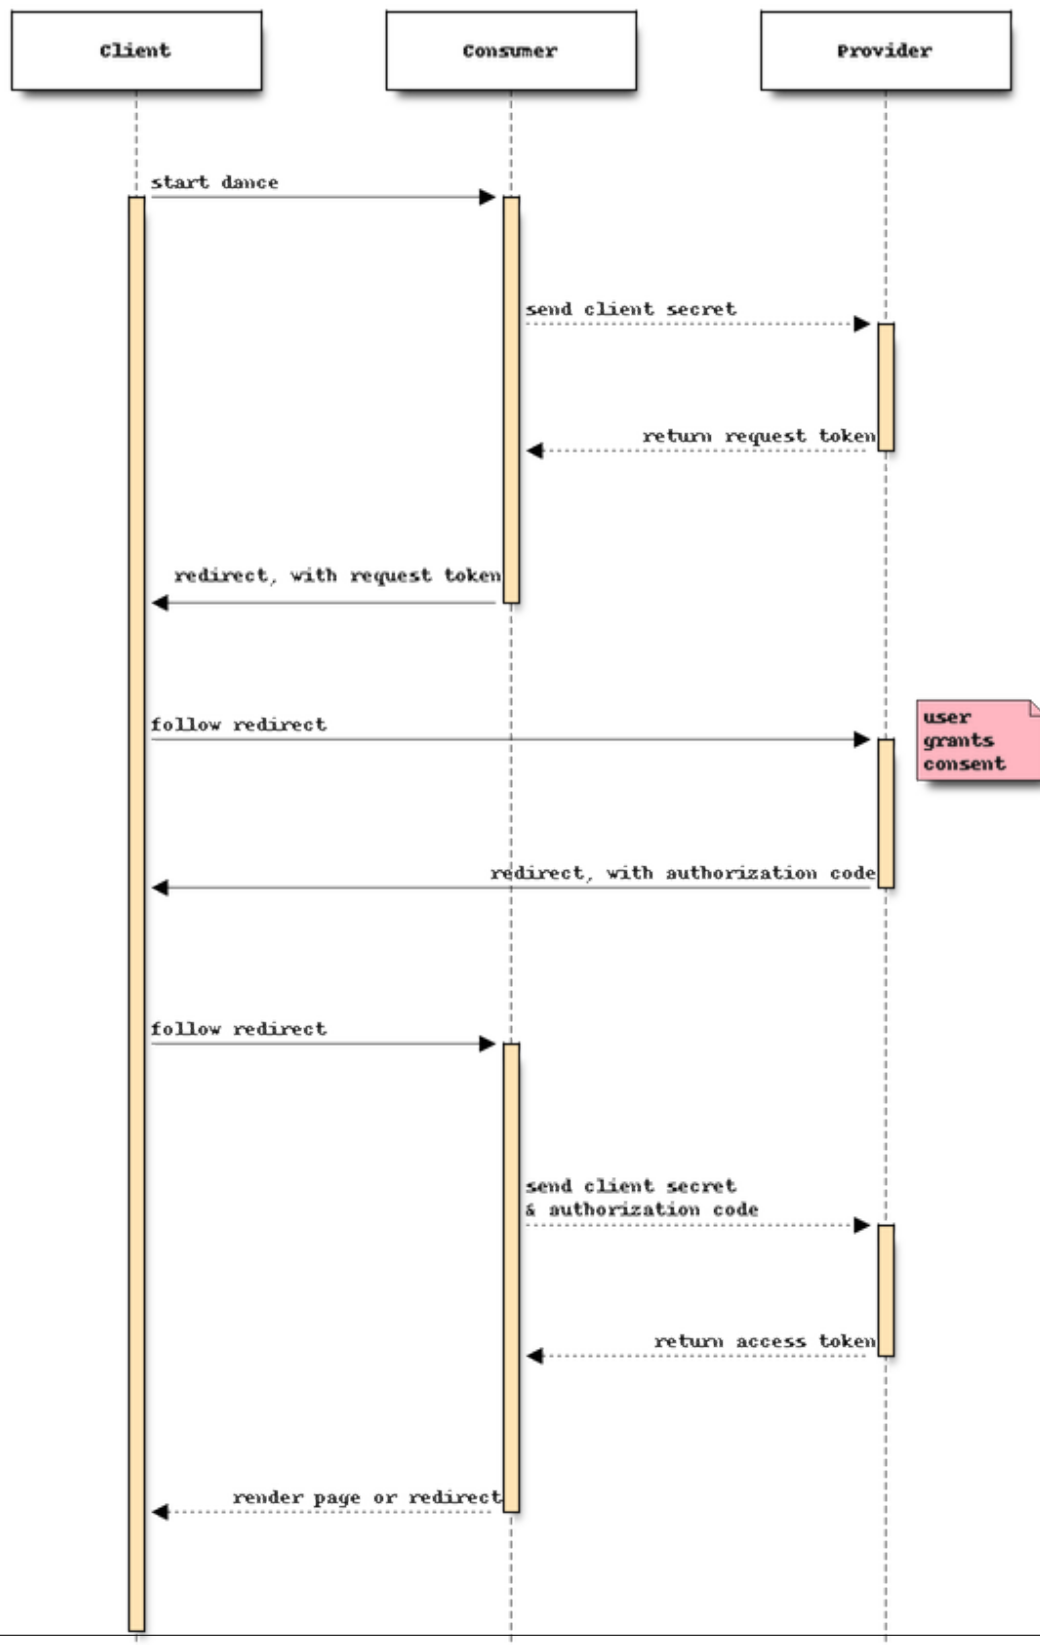 Client
Consumer
Provider
start dance
send client secret
return request token
redirect, with request token
follow redirect
user
grants
consent
redirect, with authorization code
follow redirect
send client secret
& authorization code
return access token
render page or redirect